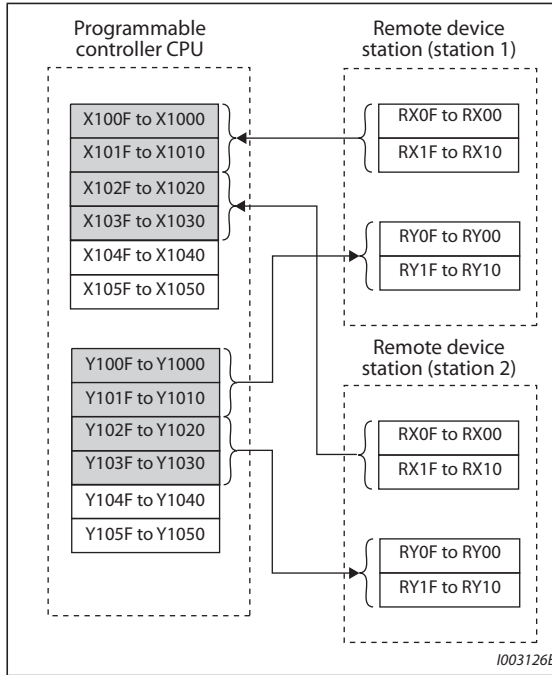 Programmable
controller CPU
X100F to X1000
X101F to X1010
X102F to X1020
X103F to X1030
X104F to X1040
X105F to X1050
Y100F to Y1000
Y101F to Y1010
Y102F to Y1020
Y103F to Y1030
Y104F to Y1040
Y105F to Y1050
Remote device
station (station 1)
RX0F to RX00
RX1F to RX10
RY0F to RY00
RY1F to RY10
Remote device
station (station 2)
RX0F to RX00
RX1F to RX10
RY0F to RY00
RY1F to RY10
I003126E